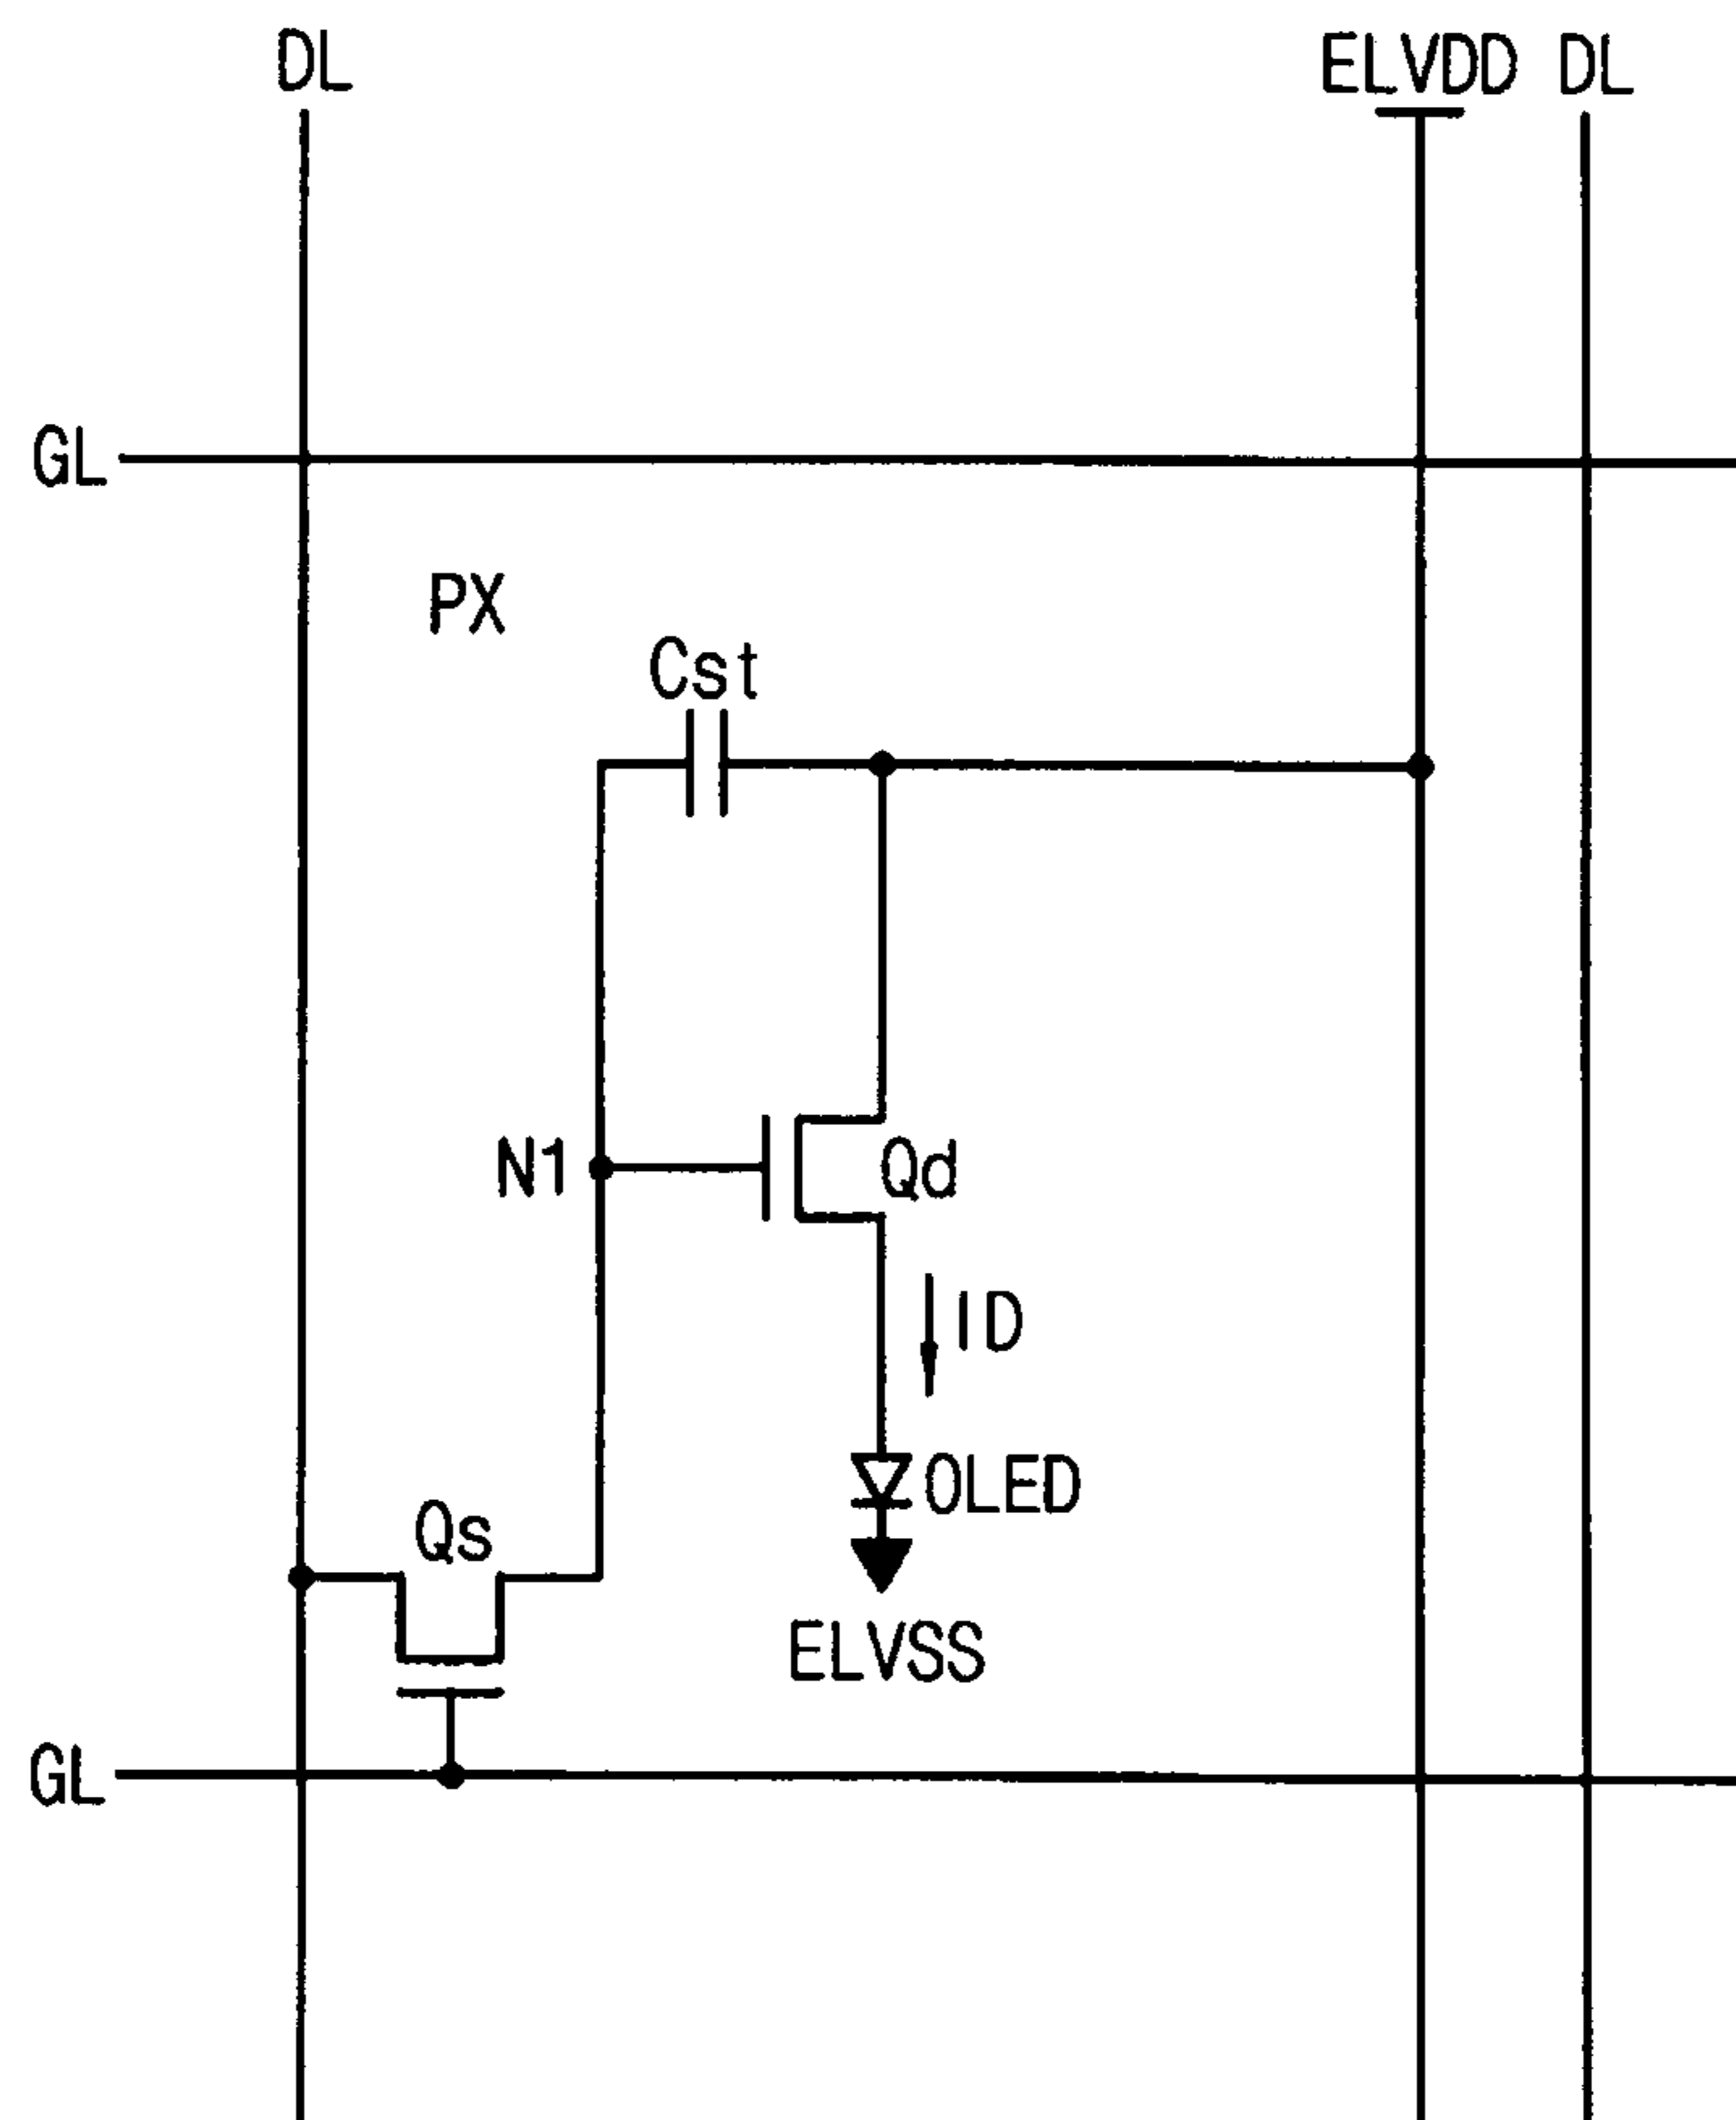 DL
ELVDD DL
GL
PX
Cst
N1
Qd
ID
OLED
Qs
ELVSS
GL